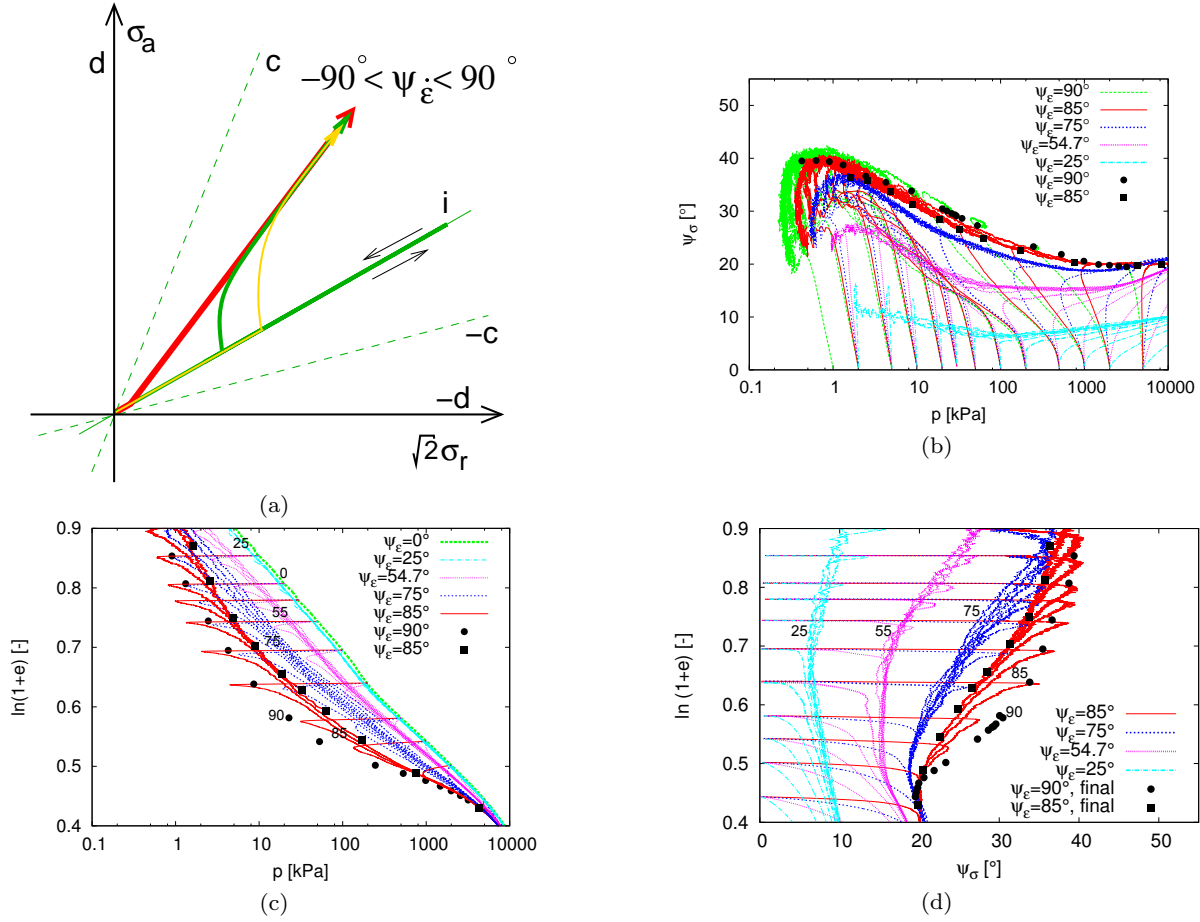 σa
d
c
−90° < ψε̇ < 90 °
i
−c
−d
√2σr
(a)
ψσ [°]
50
40
30
20
10
0
0.1
1
10
100
1000
10000
p [kPa]
ψε=90°
ψε=85°
ψε=75°
ψε=54.7°
ψε=25°
ψε=90°
ψε=85°
(b)
ln(1+e) [-]
0.9
0.8
0.7
0.6
0.5
0.4
0.1
1
10
100
1000
10000
p [kPa]
25
0
55
75
90
85
ψε=0°
ψε=25°
ψε=54.7°
ψε=75°
ψε=85°
ψε=90°
ψε=85°
(c)
ln (1+e) [-]
0.9
0.8
0.7
0.6
0.5
0.4
0
10
20
30
40
50
ψσ [°]
25
55
75
85
90
ψε=85°
ψε=75°
ψε=54.7°
ψε=25°
ψε=90°, final
ψε=85°, final
(d)